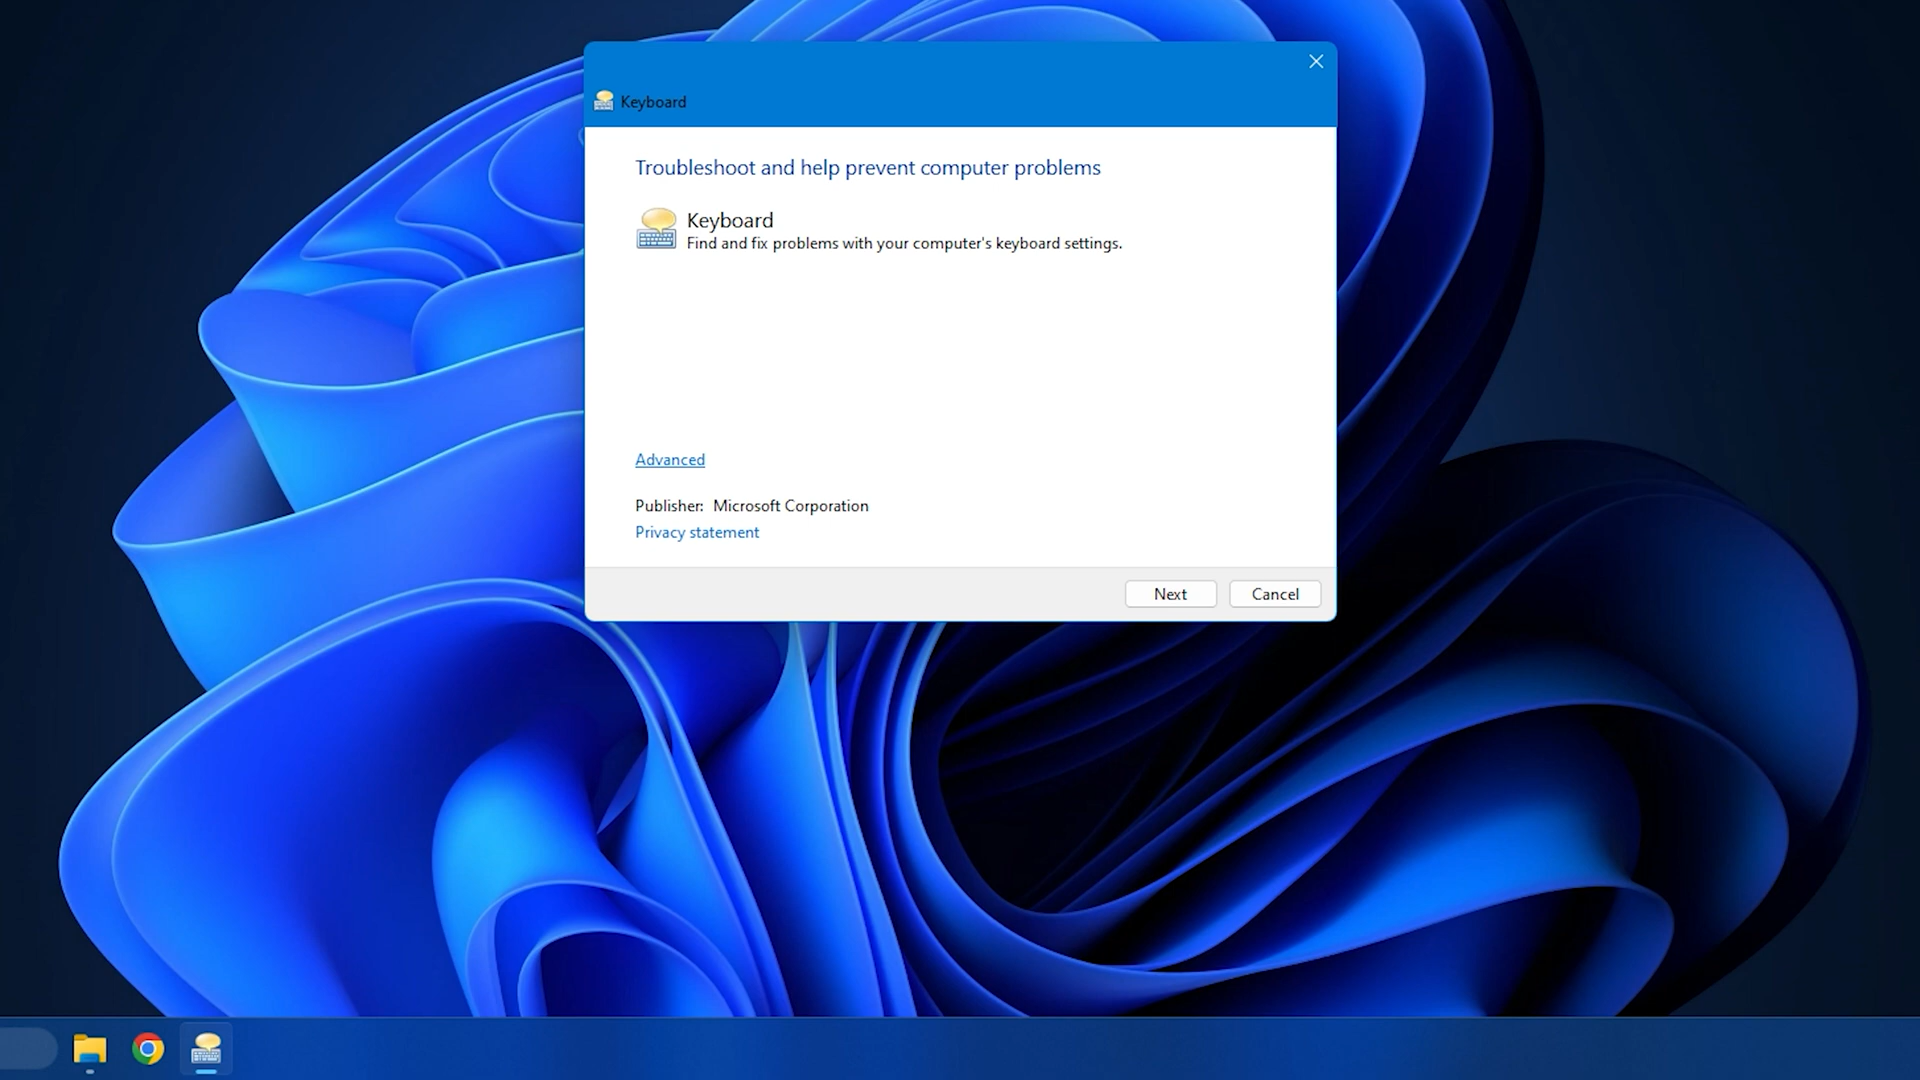 Keyboard
Troubleshoot and help prevent computer problems
Keyboard
Find and fix problems with your computer's keyboard settings.
Advanced
Publisher: Microsoft Corporation
Privacy statement
Next Cancel